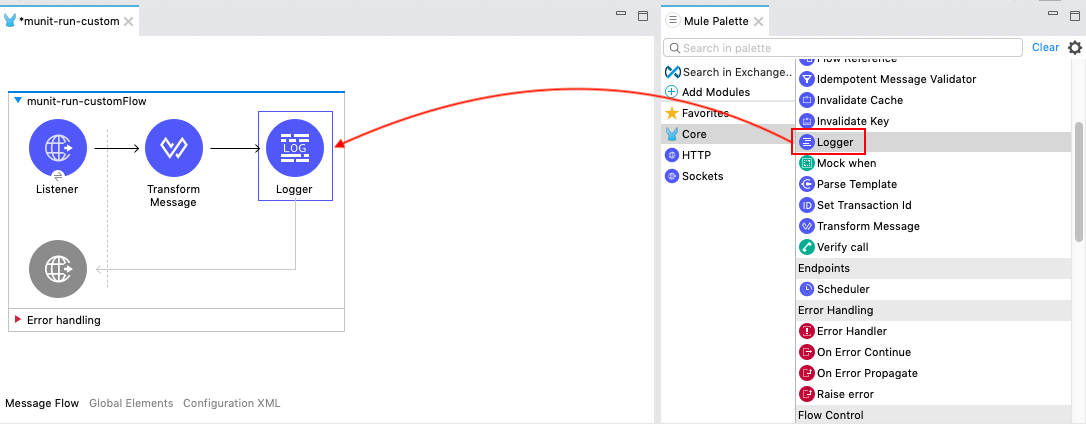 *munit-run-custom
munit-run-customFlow
LOG
Listener
Transform
Message
Logger
Error handling
Message Flow
Global Elements
Configuration XML
Mule Palette
Search in palette
Clear
Search in Exchange..
Add Modules
Favorites
Core
HTTP
Sockets
Flow Reference
Idempotent Message Validator
Invalidate Cache
Invalidate Key
Logger
Mock when
Parse Template
ID
Set Transaction Id
Transform Message
Verify call
Endpoints
Scheduler
Error Handling
Error Handler
On Error Continue
On Error Propagate
Raise error
Flow Control